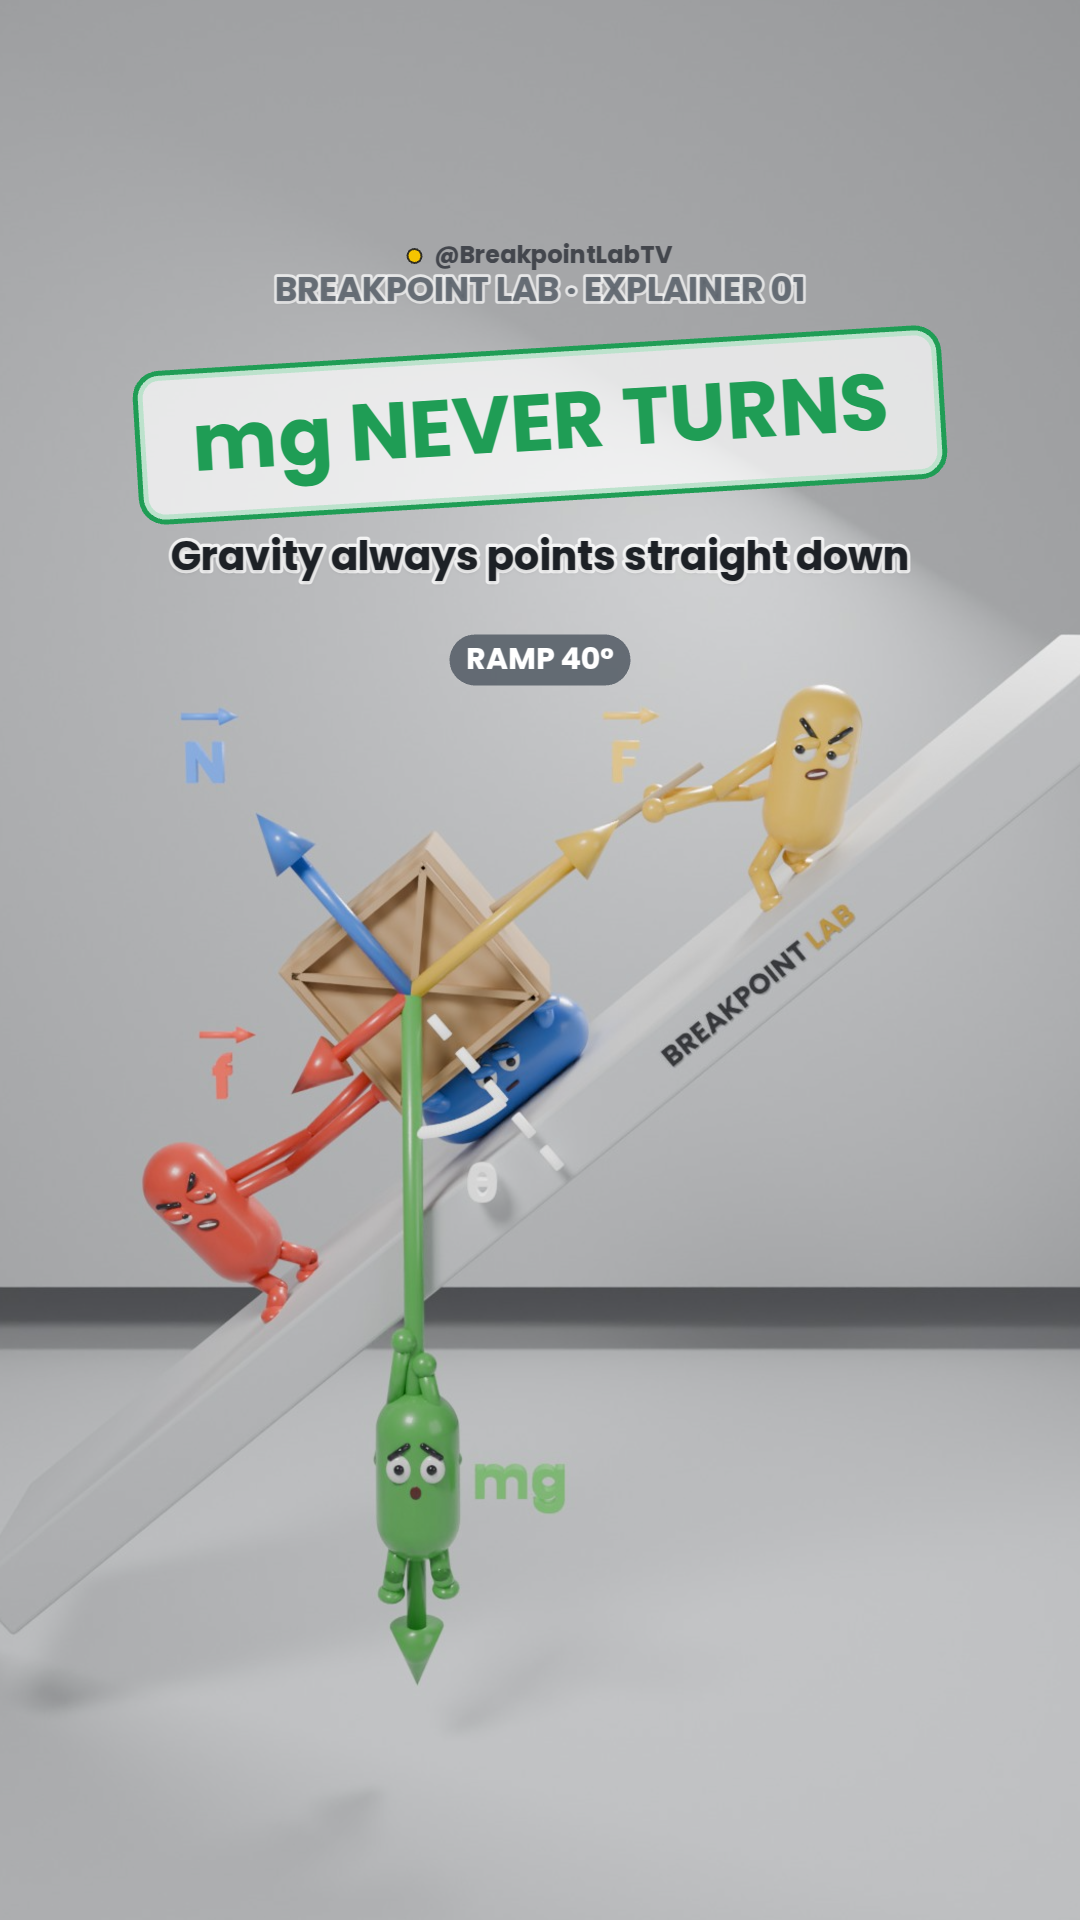 @BreakpointLabTV
BREAKPOINT LAB • EXPLAINER 01
mg NEVER TURNS
Gravity always points straight down
RAMP 40°
N
F
BREAKPOINT LAB
f
θ
mg